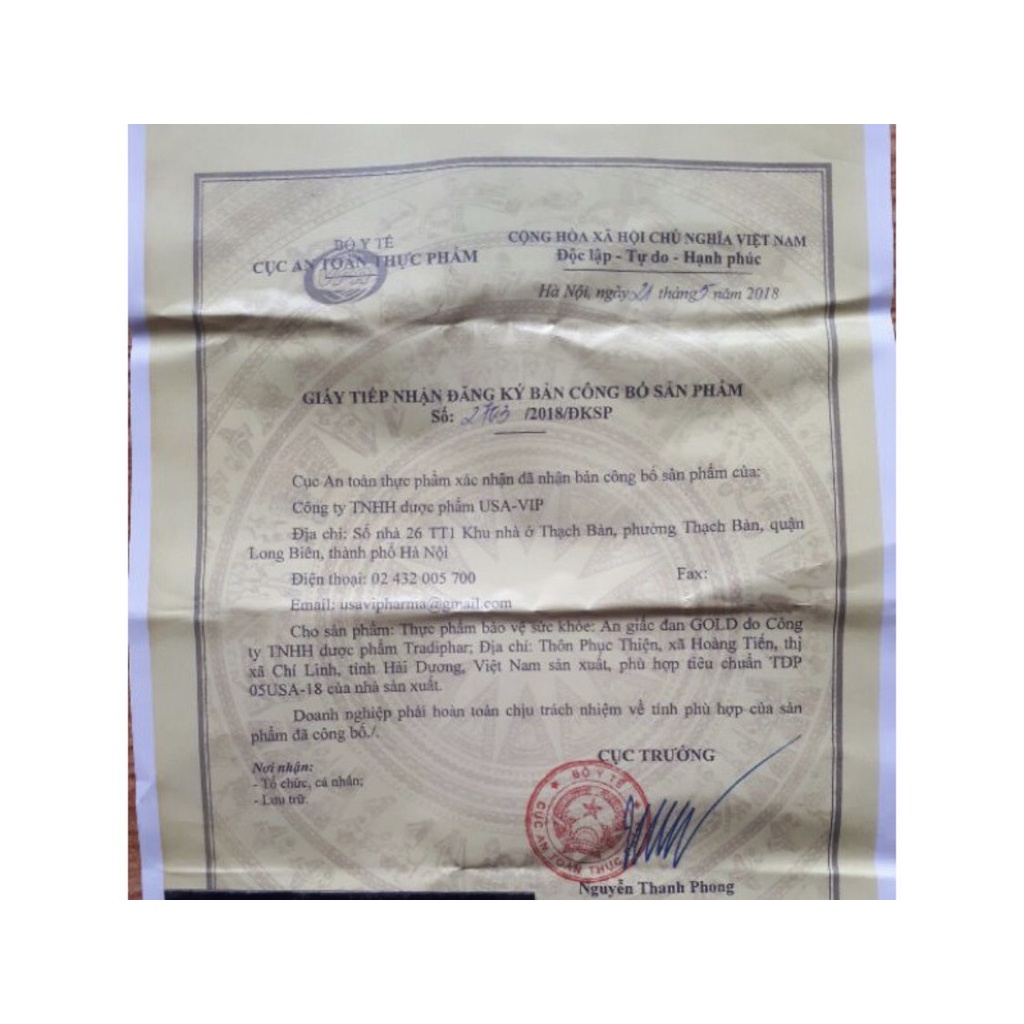 BỘ Y TẾ
CỤC AN TOÀN THỰC PHẨM
CỘNG HÒA XÃ HỘI CHỦ NGHĨA VIỆT NAM
Độc lập - Tự do - Hạnh phúc
Hà Nội, ngày 21 tháng 5 năm 2018
GIẤY TIẾP NHẬN ĐĂNG KÝ BẢN CÔNG BỐ SẢN PHẨM
Số: /2018/ĐKSP
Cục An toàn thực phẩm xác nhận đã nhận bản công bố sản phẩm của:
Công ty TNHH dược phẩm USA-VIP
Địa chỉ: Số nhà 26 TT1 Khu nhà ở Thạch Bàn, phường Thạch Bàn, quận
Long Biên, thành phố Hà Nội
Điện thoại: 02 432 005 700 Fax:
Email: usavipharma@gmail.com
Cho sản phẩm: Thực phẩm bảo vệ sức khỏe: An giấc đan GOLD do Công
ty TNHH dược phẩm Tradiphar; Địa chỉ: Thôn Phục Thiện, xã Hoàng Tiến, thị
xã Chí Linh, tỉnh Hải Dương, Việt Nam sản xuất, phù hợp tiêu chuẩn TDP
05USA-18 của nhà sản xuất.
Doanh nghiệp phải hoàn toàn chịu trách nhiệm về tính phù hợp của sản
phẩm đã công bố./.
Nơi nhận:
- Tổ chức, cá nhân;
- Lưu trữ.
CỤC TRƯỞNG
BỘ Y TẾ
CỤC AN TOÀN THỰC
Nguyễn Thanh Phong